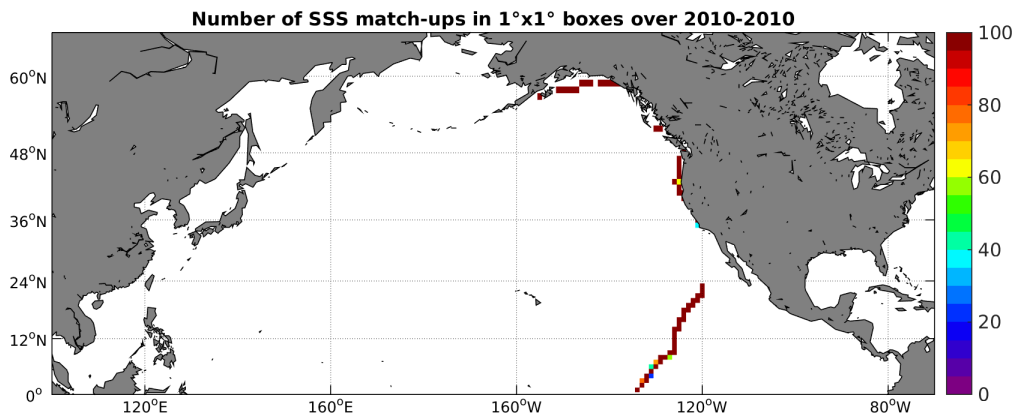 Number of SSS match-ups in 1°x1° boxes over 2010-2010
60°N
48°N
36°N
24°N
12°N
0°
120°E
160°E
160°W
120°W
80°W
100
80
60
40
20
0